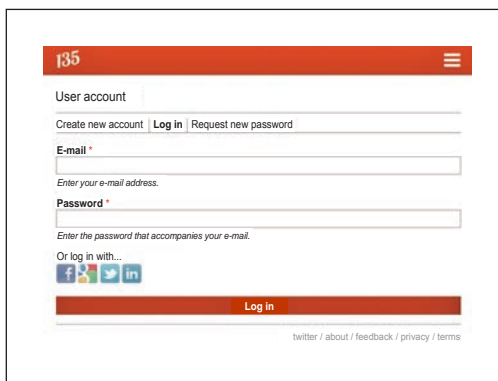 135
User account
Create new account Log in Request new password
E-mail *
Enter your e-mail address.
Password *
Enter the password that accompanies your e-mail.
Or log in with...
f g in
Log in
twitter / about / feedback / privacy / terms